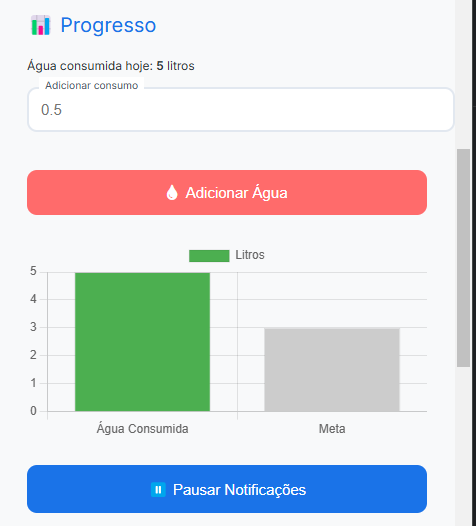 Progresso
Água consumida hoje: 5 litros
Adicionar consumo
0.5
Adicionar Água
Litros
5
4
3
2
1
0
Água Consumida Meta
Pausar Notificações